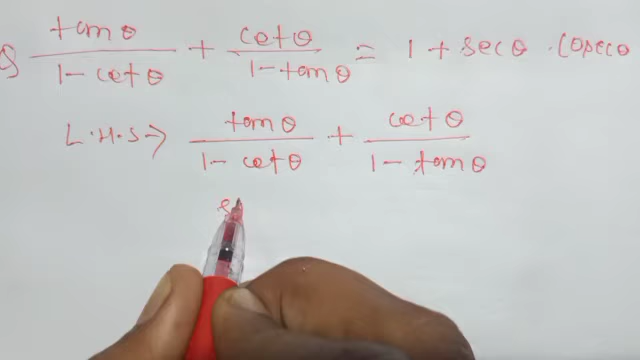 Q tanθ/(1 - cotθ) + cotθ/(1 - tanθ) = 1 + secθ . Cosecθ
L.H.S → tanθ/(1 - cotθ) + cotθ/(1 - tanθ)